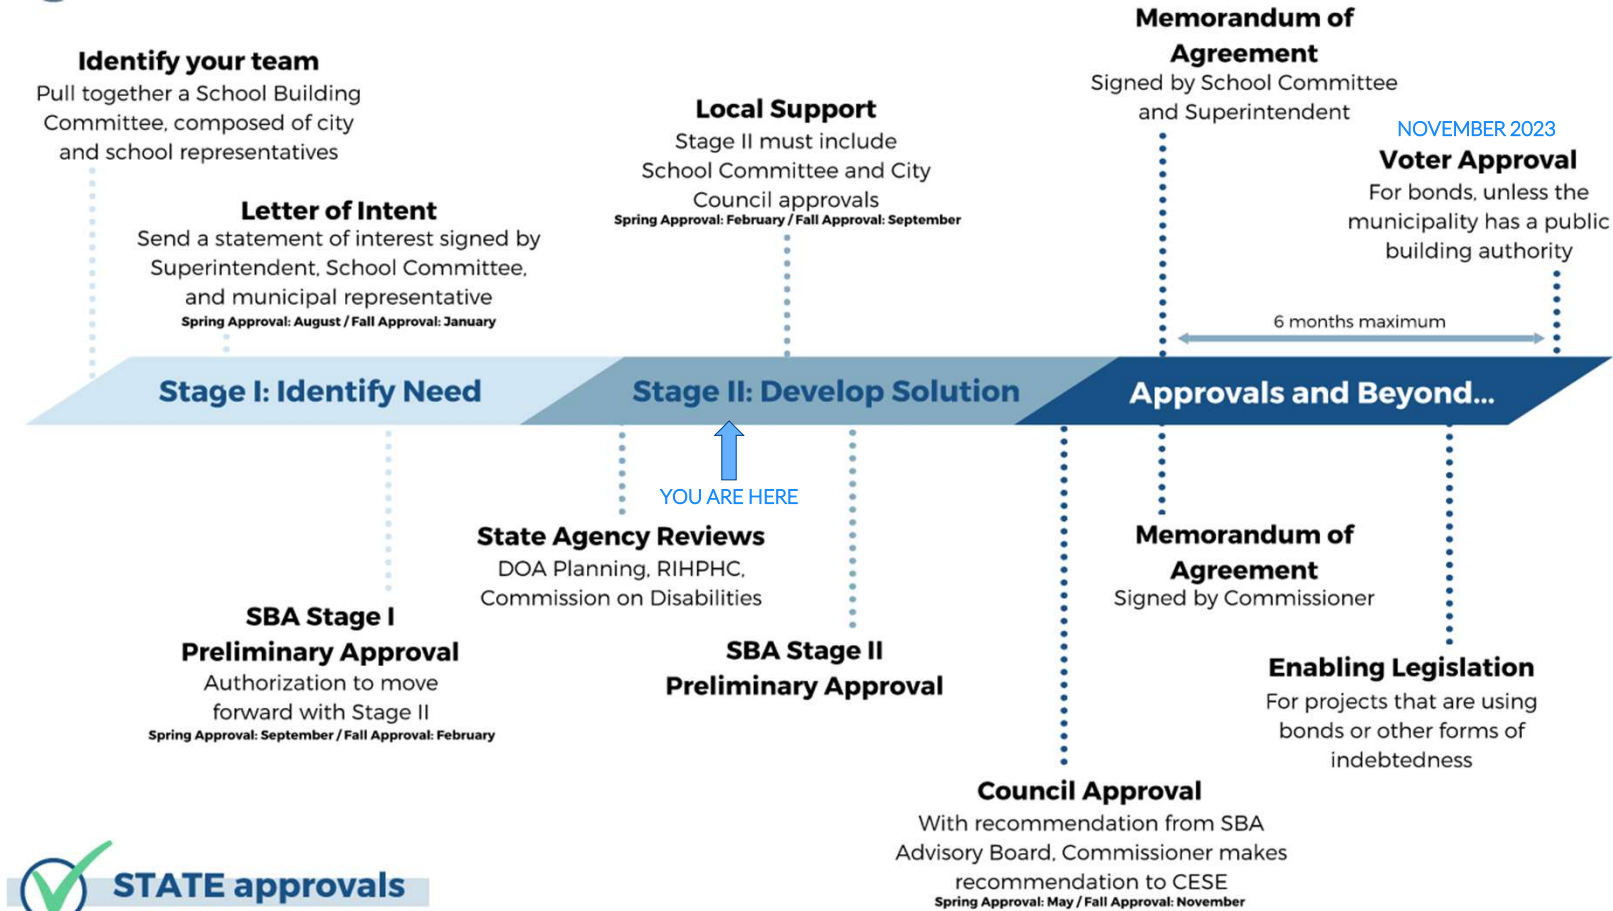 Identify your team
Pull together a School Building
Committee, composed of city
and school representatives
Letter of Intent
Send a statement of interest signed by
Superintendent, School Committee,
and municipal representative
Spring Approval: August / Fall Approval: January
Local Support
Stage II must include
School Committee and City
Council approvals
Spring Approval: February / Fall Approval: September
Memorandum of
Agreement
Signed by School Committee
and Superintendent
NOVEMBER 2023
Voter Approval
For bonds, unless the
municipality has a public
building authority
6 months maximum
Stage I: Identify Need
Stage II: Develop Solution
Approvals and Beyond...
YOU ARE HERE
SBA Stage I
Preliminary Approval
Authorization to move
forward with Stage II
Spring Approval: September / Fall Approval: February
State Agency Reviews
DOA Planning, RIHPHC,
Commission on Disabilities
SBA Stage II
Preliminary Approval
Council Approval
With recommendation from SBA
Advisory Board, Commissioner makes
recommendation to CESE
Spring Approval: May / Fall Approval: November
Memorandum of
Agreement
Signed by Commissioner
Enabling Legislation
For projects that are using
bonds or other forms of
indebtedness
STATE approvals